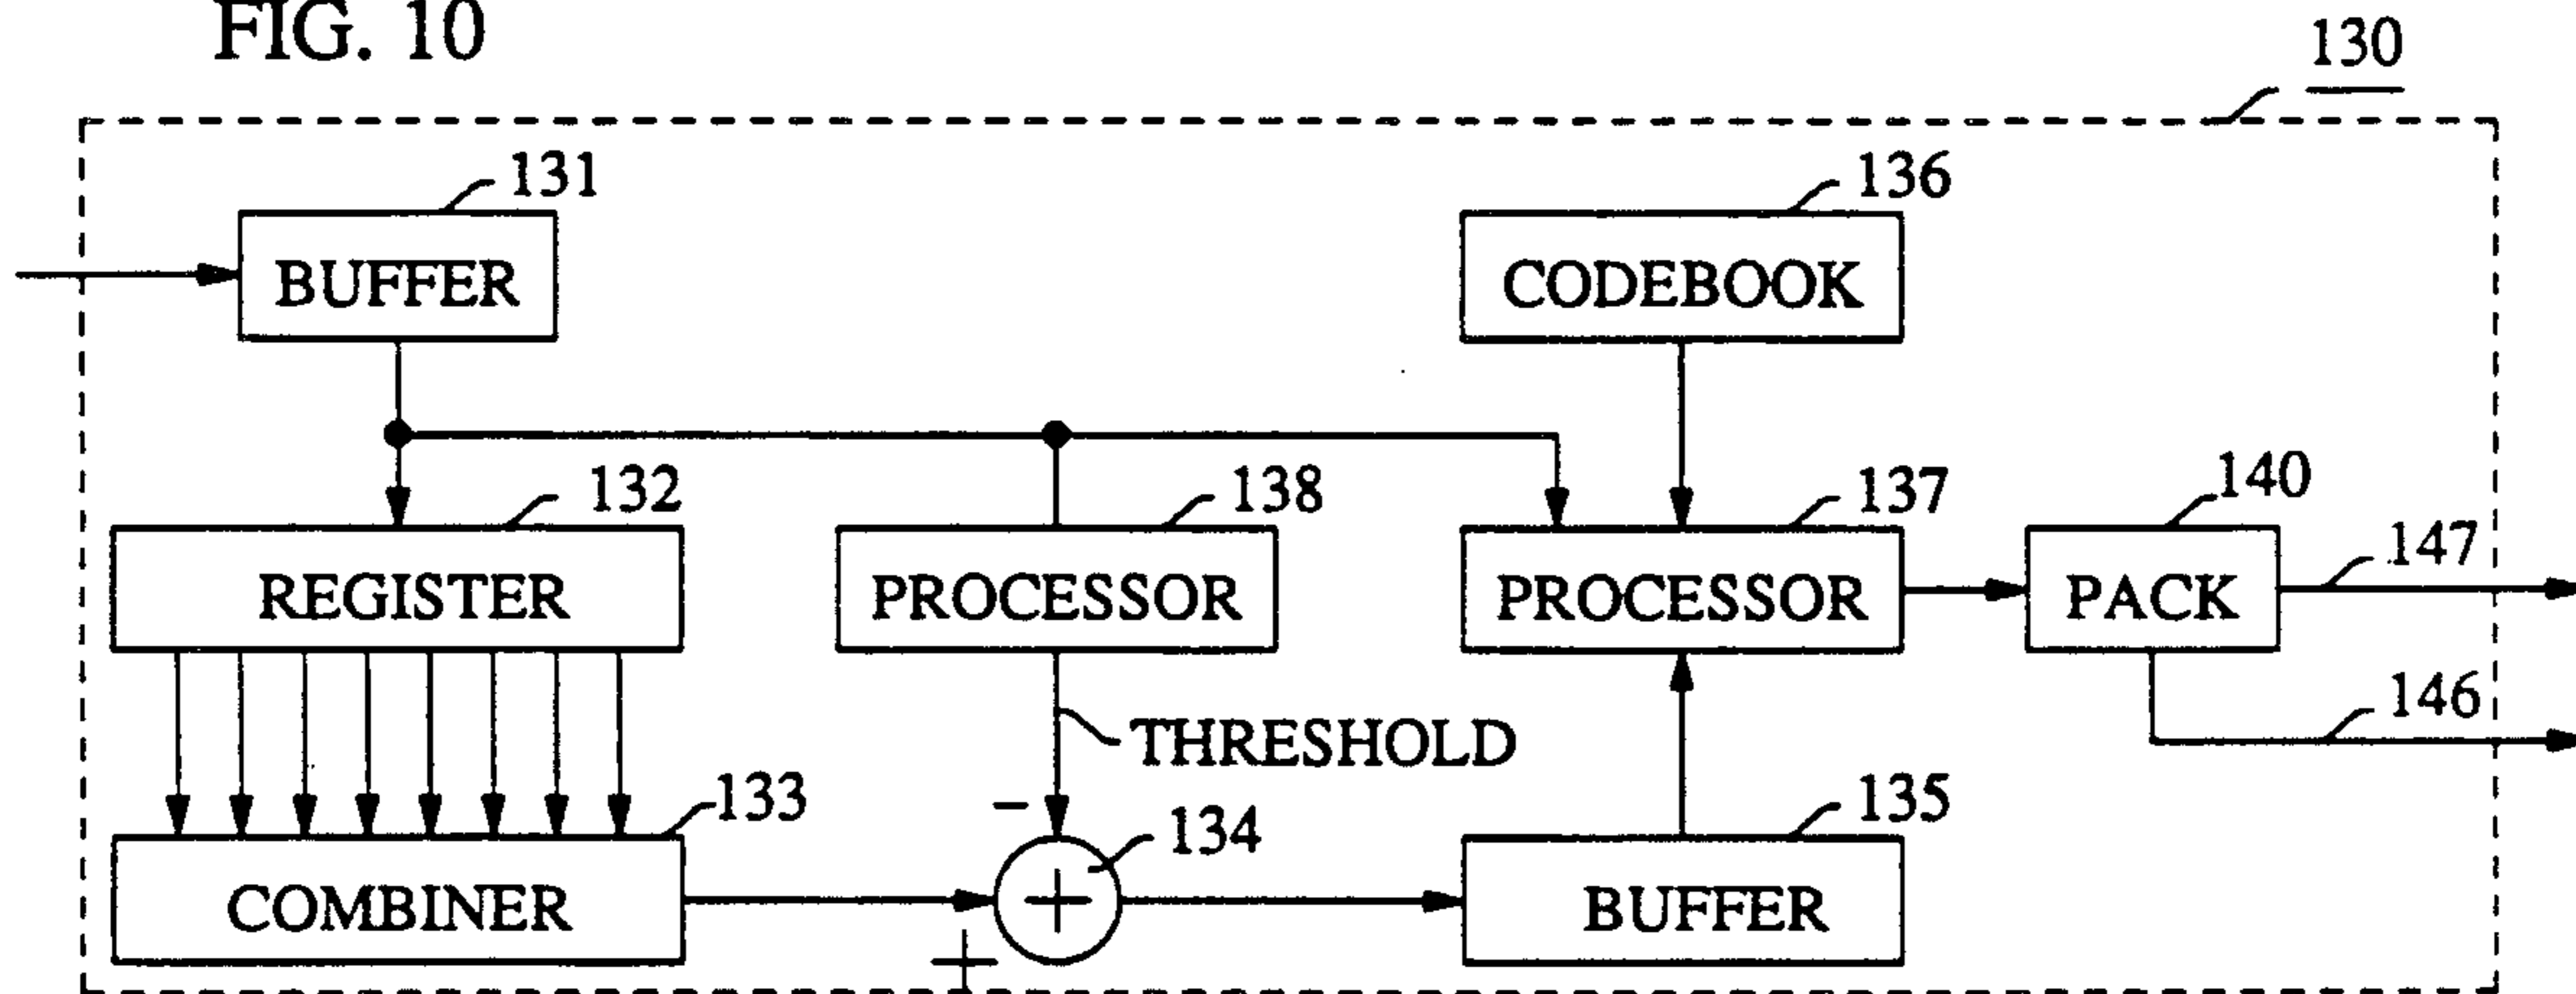 FIG. 10
130
131
BUFFER
136
CODEBOOK
132
REGISTER
138
PROCESSOR
137
PROCESSOR
140
PACK
147
146
THRESHOLD
133
COMBINER
−
134
+
+
135
BUFFER